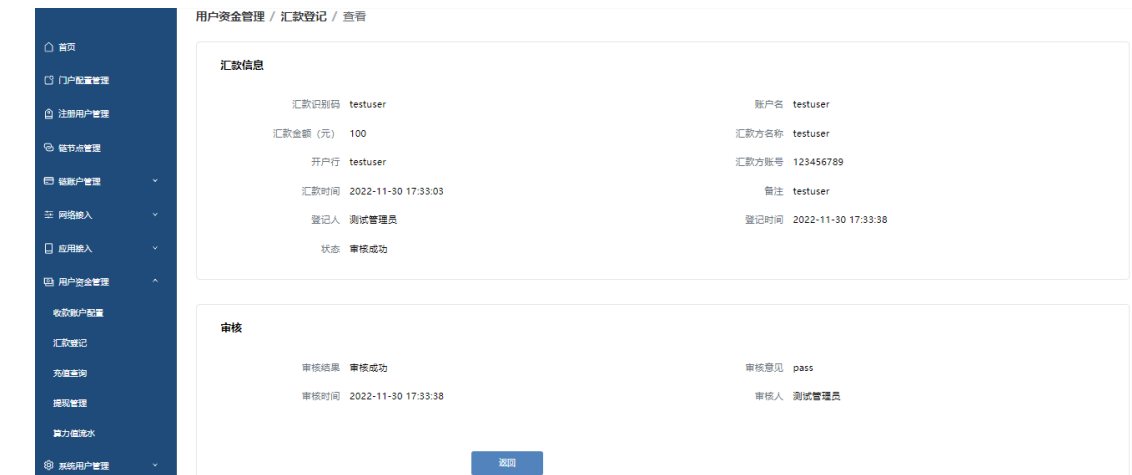 用户资金管理 / 汇款登记 / 查看
首页
门户配置管理
注册用户管理
链节点管理
链账户管理
网络接入
应用接入
用户资金管理
收款账户配置
汇款登记
充值查询
提现管理
算力值流水
系统用户管理
汇款信息
汇款识别码 testuser 账户名 testuser
汇款金额（元） 100 汇款方名称 testuser
开户行 testuser 汇款方账号 123456789
汇款时间 2022-11-30 17:33:03 备注 testuser
登记人 测试管理员 登记时间 2022-11-30 17:33:38
状态 审核成功
审核
审核结果 审核成功 审核意见 pass
审核时间 2022-11-30 17:33:38 审核人 测试管理员
返回